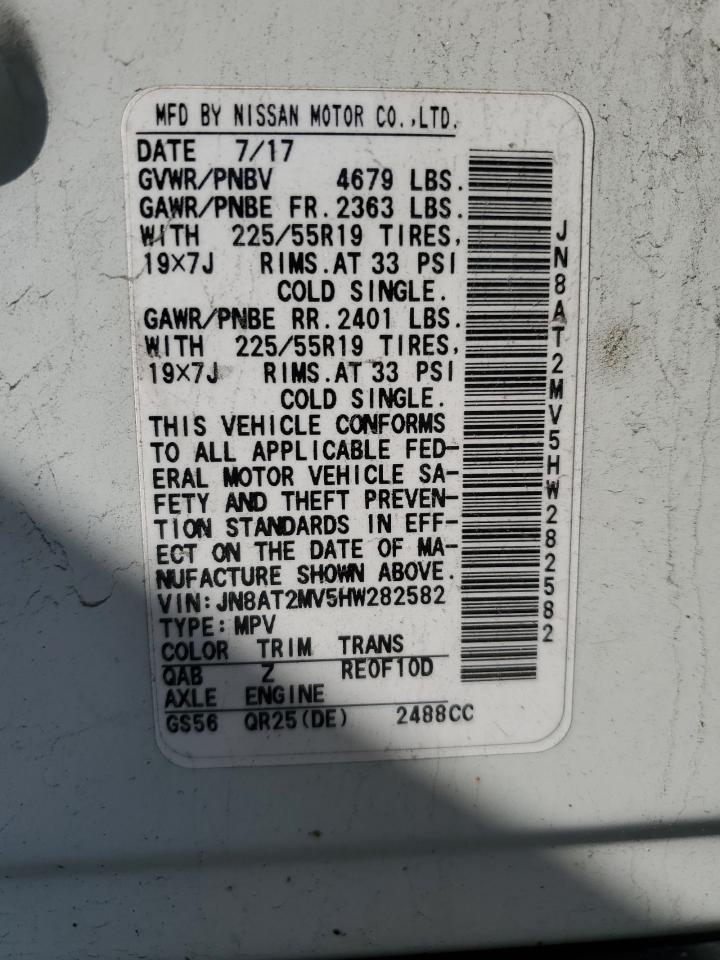 MFD BY NISSAN MOTOR CO.,LTD.
DATE 7/17
GVWR/PNBV 4679 LBS.
GAWR/PNBE FR. 2363 LBS.
WITH 225/55R19 TIRES,
19×7J RIMS.AT 33 PSI
COLD SINGLE.
GAWR/PNBE RR. 2401 LBS.
WITH 225/55R19 TIRES,
19×7J RIMS.AT 33 PSI
COLD SINGLE.
THIS VEHICLE CONFORMS
TO ALL APPLICABLE FED-
ERAL MOTOR VEHICLE SA-
FETY AND THEFT PREVEN-
TION STANDARDS IN EFF-
ECT ON THE DATE OF MA-
NUFACTURE SHOWN ABOVE.
VIN:JN8AT2MV5HW282582
TYPE:MPV
COLOR TRIM TRANS
QAB Z RE0F10D
AXLE ENGINE
GS56 QR25(DE) 2488CC
JN8AT2MV5HW282582